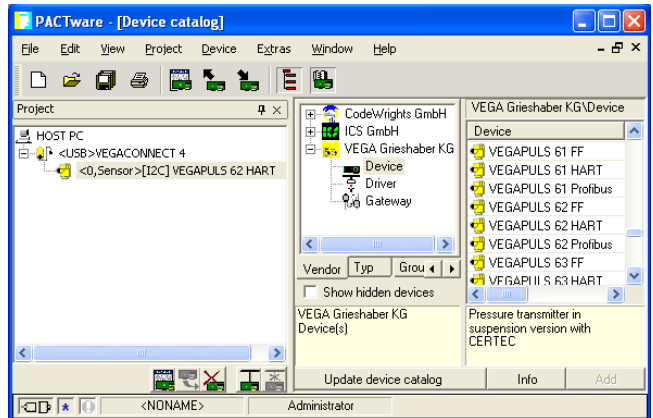 PACTware - [Device catalog]
File Edit View Project Device Extras Window Help
Project
HOST PC
<USB>VEGACONNECT 4
<0,Sensor>[I2C] VEGAPULS 62 HART
CodeWrights GmbH
ICS GmbH
VEGA Grieshaber KG
Device
Driver
Gateway
Vendor Typ Grou
Show hidden devices
VEGA Grieshaber KG
Device(s)
VEGA Grieshaber KG\Device
Device
VEGAPULS 61 FF
VEGAPULS 61 HART
VEGAPULS 61 Profibus
VEGAPULS 62 FF
VEGAPULS 62 HART
VEGAPULS 62 Profibus
VEGAPULS 63 FF
VEGAPULS 63 HART
Pressure transmitter in
suspension version with
CERTEC
Update device catalog Info Add
<NONAME> Administrator